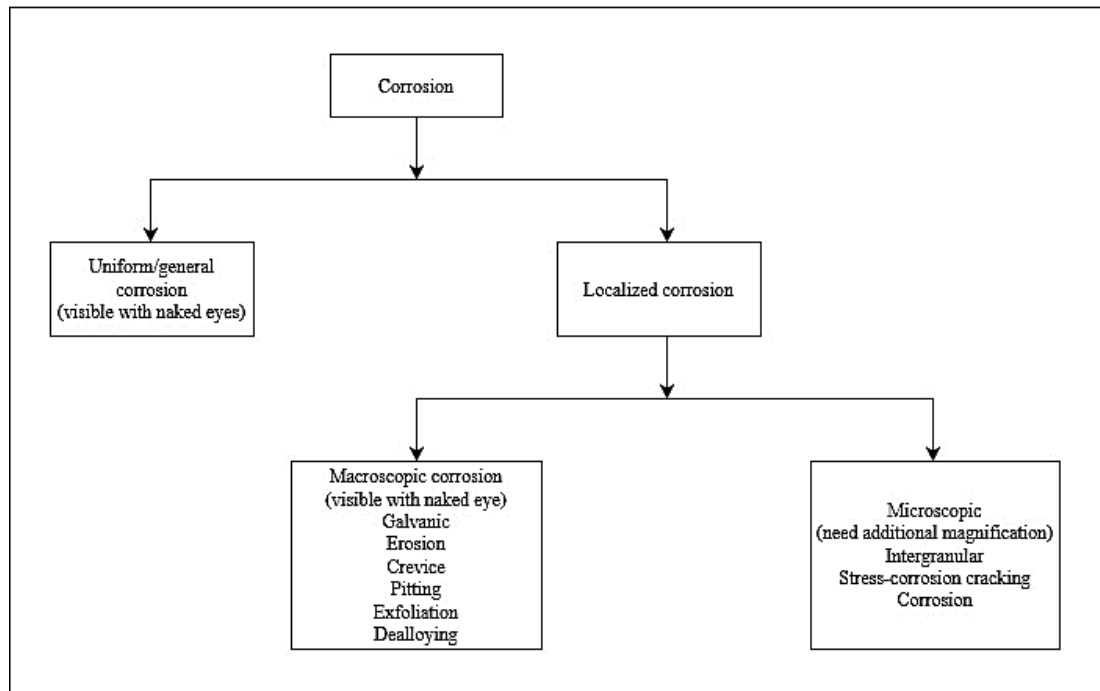 Corrosion
Uniform/general
corrosion
(visible with naked eyes)
Localized corrosion
Macroscopic corrosion
(visible with naked eye)
Galvanic
Erosion
Crevice
Pitting
Exfoliation
Dealloying
Microscopic
(need additional magnification)
Intergranular
Stress-corrosion cracking
Corrosion